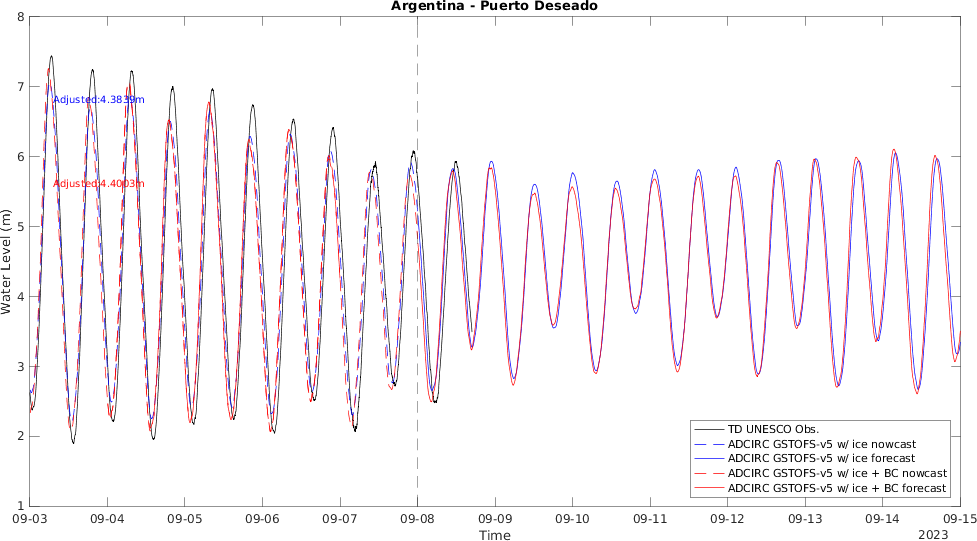 Argentina - Puerto Deseado
8
7
6
5
4
3
2
1
Water Level (m)
Adjusted:4.3839m
Adjusted:4.4003m
TD UNESCO Obs.
ADCIRC GSTOFS-v5 w/ ice nowcast
ADCIRC GSTOFS-v5 w/ ice forecast
ADCIRC GSTOFS-v5 w/ ice + BC nowcast
ADCIRC GSTOFS-v5 w/ ice + BC forecast
09-03 09-04 09-05 09-06 09-07 09-08 09-09 09-10 09-11 09-12 09-13 09-14 09-15
Time
2023